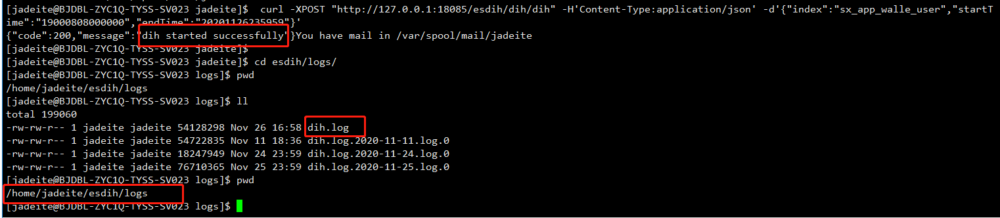 [jadeite@BJDBL-ZYC1Q-TYSS-SV023 jadeite]$  curl -XPOST "http://127.0.0.1:18085/esdih/dih/dih" -H'Content-Type:application/json' -d'{"index":"sx_app_walle_user","startT
ime":"19000808000000","endTime":"20201126235959"}'
{"code":200,"message":"dih started successfully"}You have mail in /var/spool/mail/jadeite
[jadeite@BJDBL-ZYC1Q-TYSS-SV023 jadeite]$
[jadeite@BJDBL-ZYC1Q-TYSS-SV023 jadeite]$ cd esdih/logs/
[jadeite@BJDBL-ZYC1Q-TYSS-SV023 logs]$ pwd
/home/jadeite/esdih/logs
[jadeite@BJDBL-ZYC1Q-TYSS-SV023 logs]$ ll
total 199060
-rw-rw-r-- 1 jadeite jadeite 54128298 Nov 26 16:58 dih.log
-rw-rw-r-- 1 jadeite jadeite 54722835 Nov 11 18:36 dih.log.2020-11-11.log.0
-rw-rw-r-- 1 jadeite jadeite 18247949 Nov 24 23:59 dih.log.2020-11-24.log.0
-rw-rw-r-- 1 jadeite jadeite 76710365 Nov 25 23:59 dih.log.2020-11-25.log.0
[jadeite@BJDBL-ZYC1Q-TYSS-SV023 logs]$ pwd
/home/jadeite/esdih/logs
[jadeite@BJDBL-ZYC1Q-TYSS-SV023 logs]$